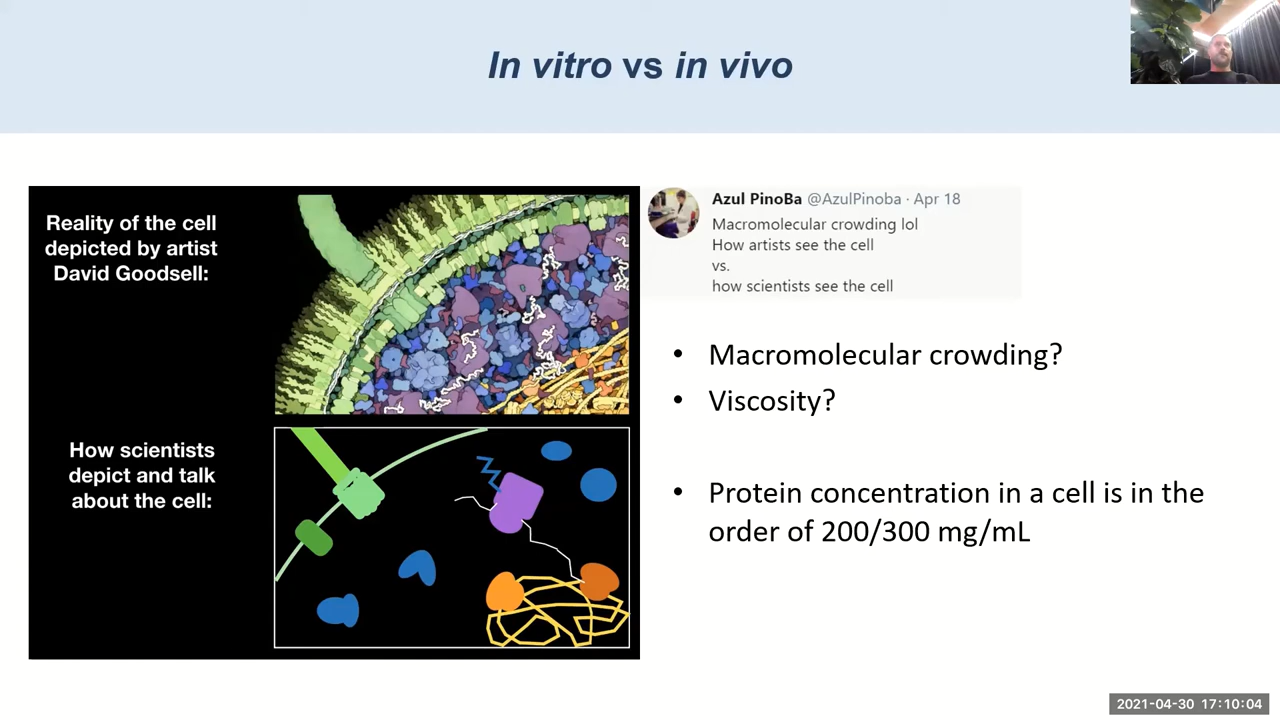 In vitro vs in vivo
Reality of the cell
depicted by artist
David Goodsell:
How scientists
depict and talk
about the cell:
Azul PinoBa @AzulPinoba · Apr 18
Macromolecular crowding lol
How artists see the cell
vs.
how scientists see the cell
• Macromolecular crowding?
• Viscosity?
• Protein concentration in a cell is in the
order of 200/300 mg/mL
2021-04-30 17:10:04